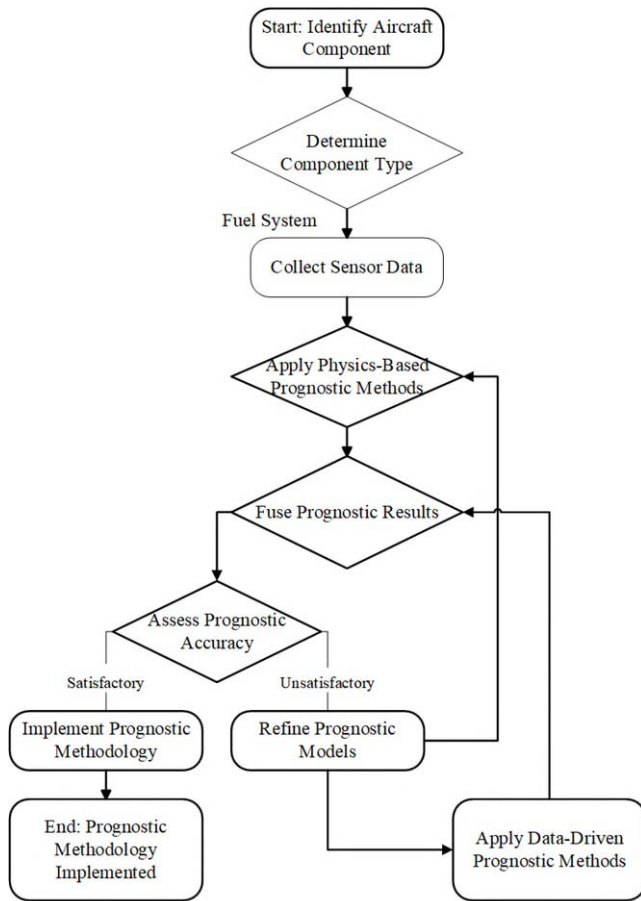 Start: Identify Aircraft
Component
Determine
Component Type
Fuel System
Collect Sensor Data
Apply Physics-Based
Prognostic Methods
Fuse Prognostic Results
Assess Prognostic
Accuracy
Satisfactory
Unsatisfactory
Implement Prognostic
Methodology
Refine Prognostic
Models
End: Prognostic
Methodology
Implemented
Apply Data-Driven
Prognostic Methods